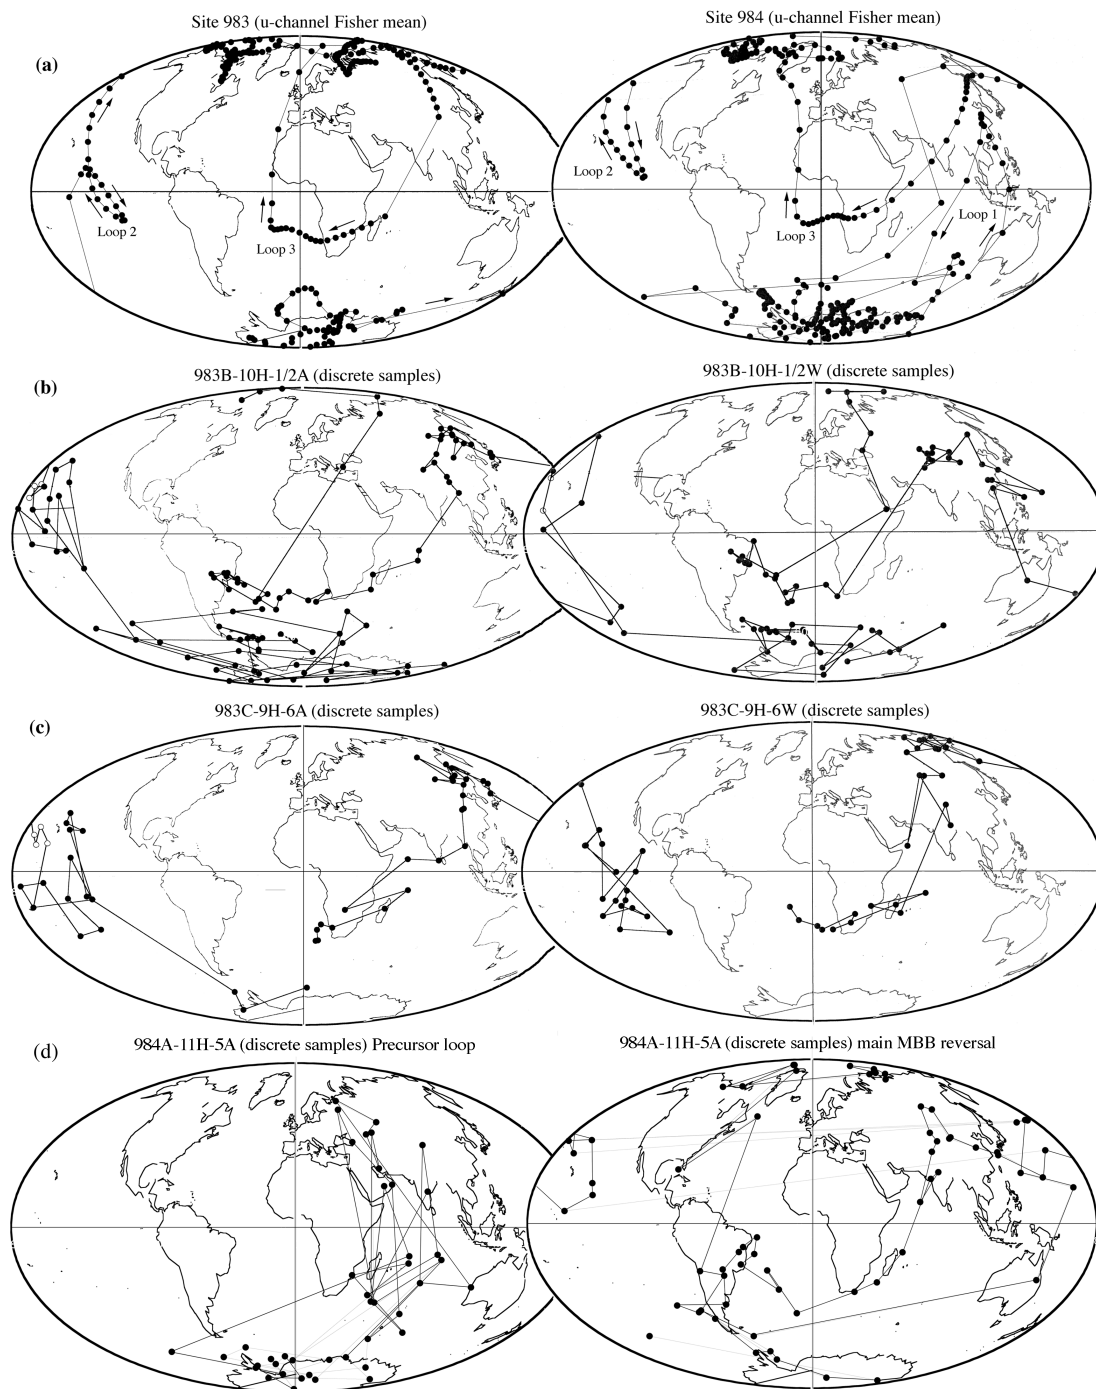 Site 983 (u-channel Fisher mean)
Site 984 (u-channel Fisher mean)
(a)
Loop 2
Loop 3
Loop 2
Loop 1
Loop 3
983B-10H-1/2A (discrete samples)
983B-10H-1/2W (discrete samples)
(b)
983C-9H-6A (discrete samples)
983C-9H-6W (discrete samples)
(c)
984A-11H-5A (discrete samples) Precursor loop
984A-11H-5A (discrete samples) main MBB reversal
(d)